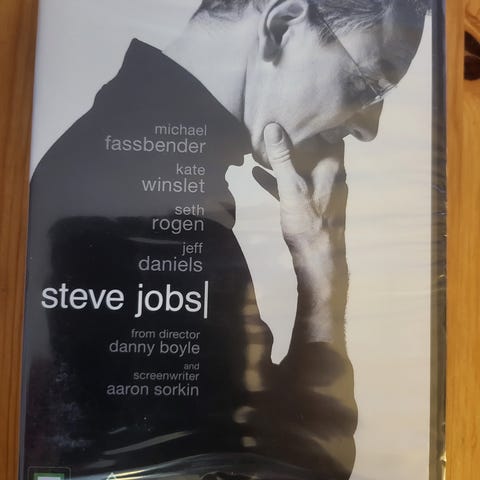 michael
fassbender
kate
winslet
seth
rogen
jeff
daniels
steve jobs|
from director
danny boyle
and
screenwriter
aaron sorkin